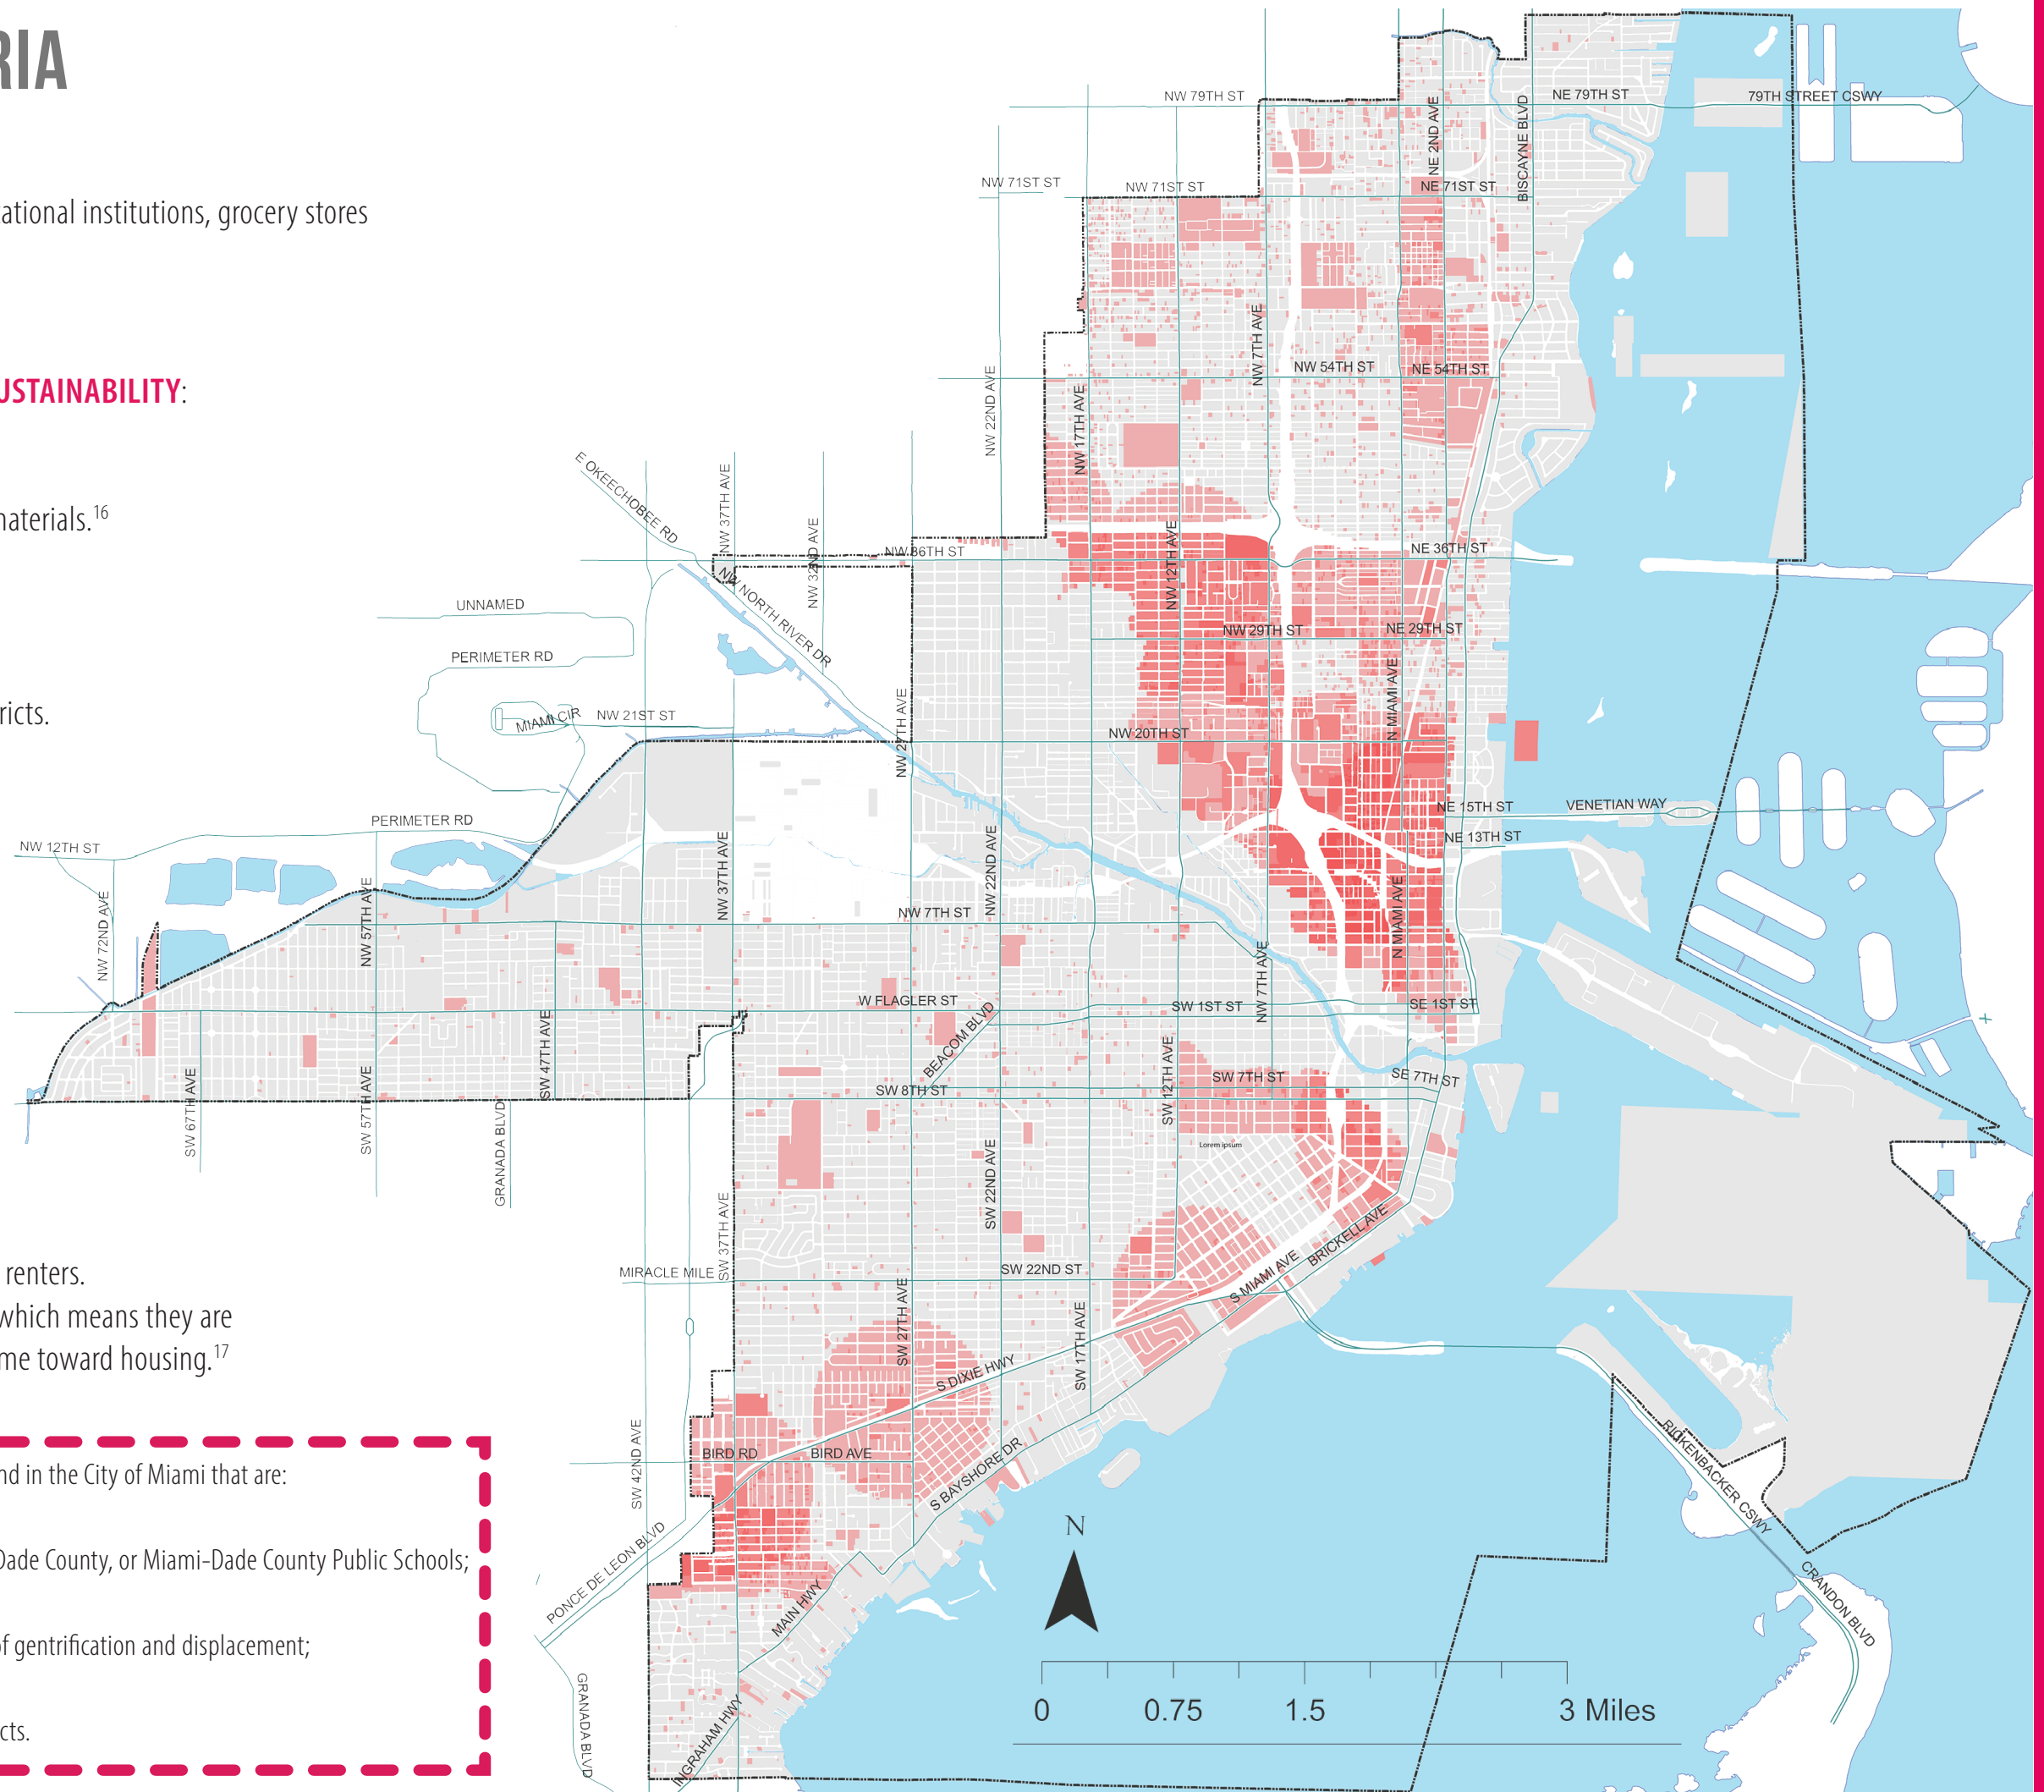 RIA
ational institutions, grocery stores
USTAINABILITY:
naterials.16
ricts.
renters.
which means they are
me toward housing.17
nd in the City of Miami that are:
Dade County, or Miami-Dade County Public Schools;
of gentrification and displacement;
cts.
NW 79TH ST
NE 79TH ST
79TH STREET CSWY
NE 2ND AVE
BISCAYNE BLVD
NW 71ST ST
NW 71ST ST
NE 71ST ST
NW 7TH AVE
NW 54TH ST
NE 54TH ST
NW 22ND AVE
NW 17TH AVE
E OKEECHOBEE RD
NW 37TH AVE
NW 32ND AVE
NW 36TH ST
NW 12TH AVE
NE 36TH ST
NW NORTH RIVER DR
UNNAMED
PERIMETER RD
NW 29TH ST
NE 29TH ST
MIAMI CIR
NW 21ST ST
NW 27TH AVE
N MIAMI AVE
NW 20TH ST
PERIMETER RD
NE 15TH ST
VENETIAN WAY
NE 13TH ST
NW 12TH ST
NW 72ND AVE
NW 57TH AVE
NW 37TH AVE
NW 22ND AVE
NW 7TH ST
N MIAMI AVE
NW 7TH AVE
W FLAGLER ST
SW 1ST ST
SE 1ST ST
BEACOM BLVD
SW 67TH AVE
SW 57TH AVE
SW 47TH AVE
GRANADA BLVD
SW 12TH AVE
SW 7TH ST
SE 7TH ST
SW 8TH ST
Lorem ipsum
SW 22ND AVE
SW 37TH AVE
MIRACLE MILE
SW 22ND ST
S MIAMI AVE
BRICKELL AVE
SW 27TH AVE
SW 17TH AVE
S DIXIE HWY
SW 42ND AVE
BIRD RD
BIRD AVE
S BAYSHORE DR
RICKENBACKER CSWY
CRANDON BLVD
PONCE DE LEON BLVD
MAIN HWY
GRANADA BLVD
INGRAHAM HWY
N
0 0.75 1.5 3 Miles